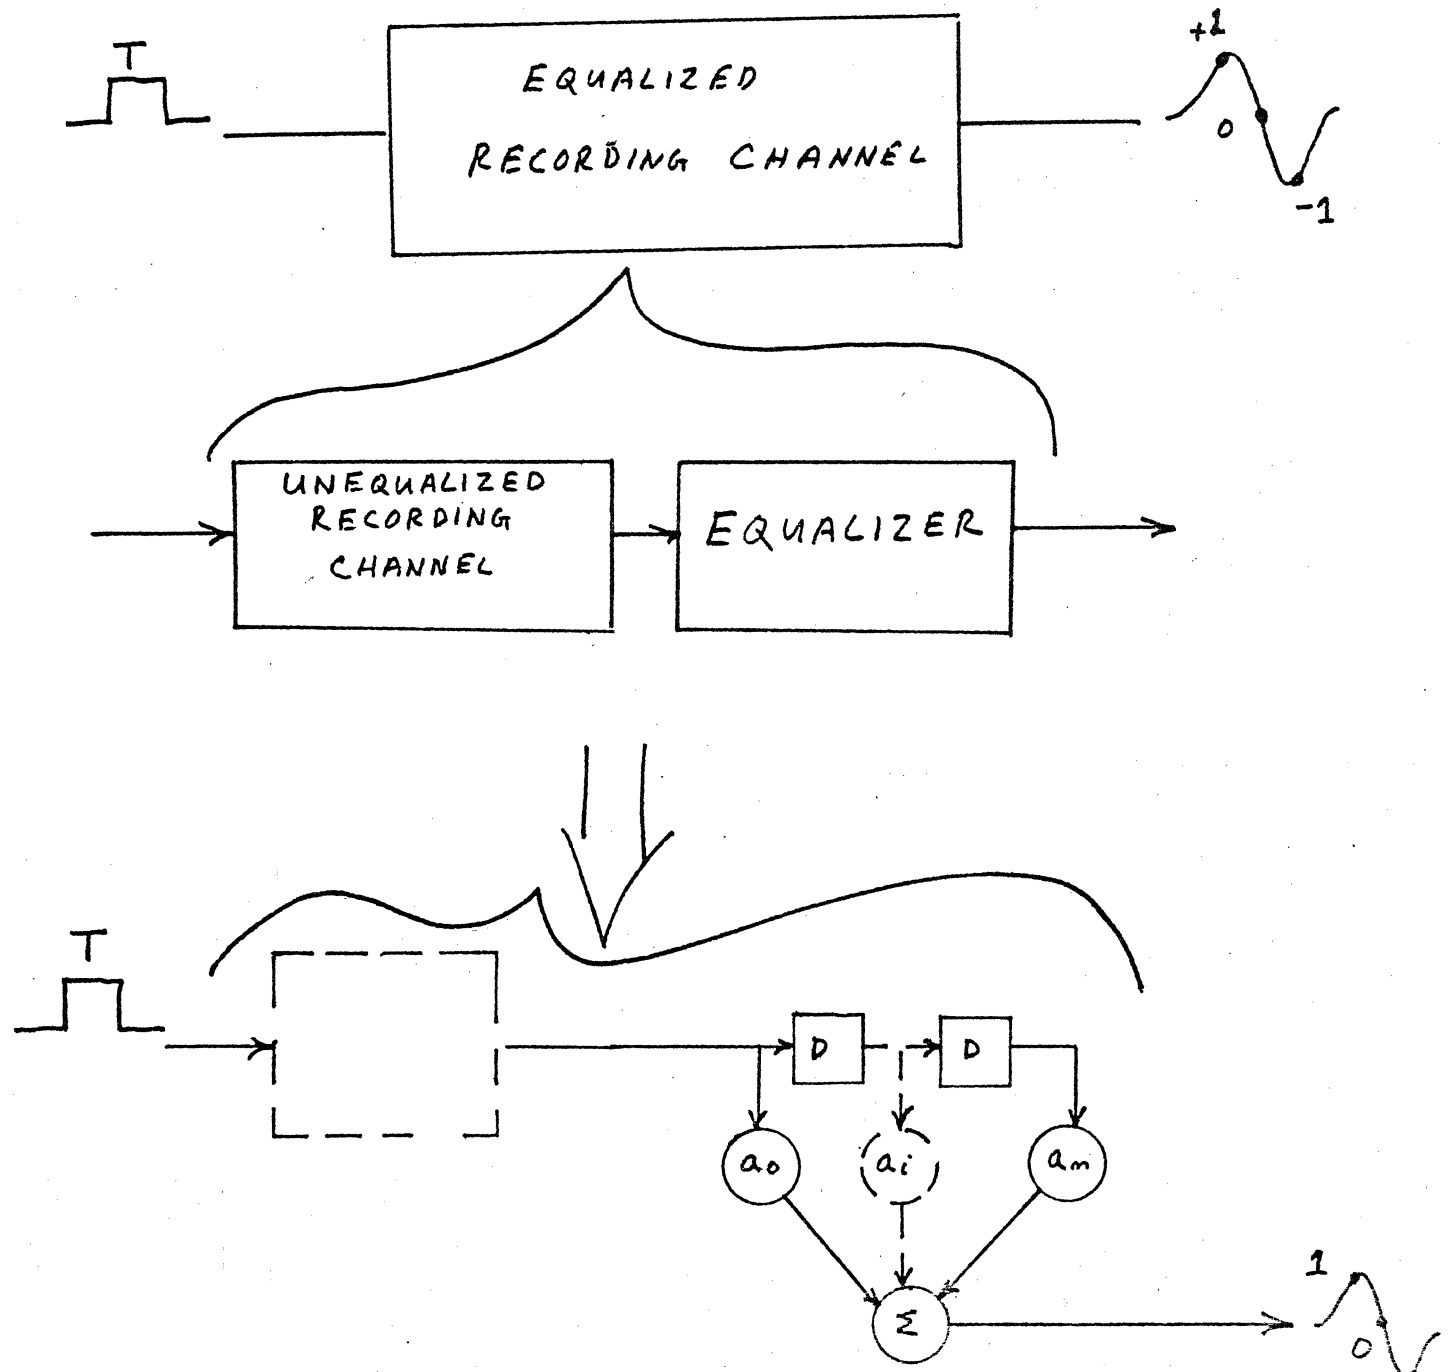 T
+1
EQUALIZED
RECORDING CHANNEL
0
-1
UNEQUALIZED
RECORDING
CHANNEL
EQUALIZER
T
D
D
a0
ai
am
Σ
1
0